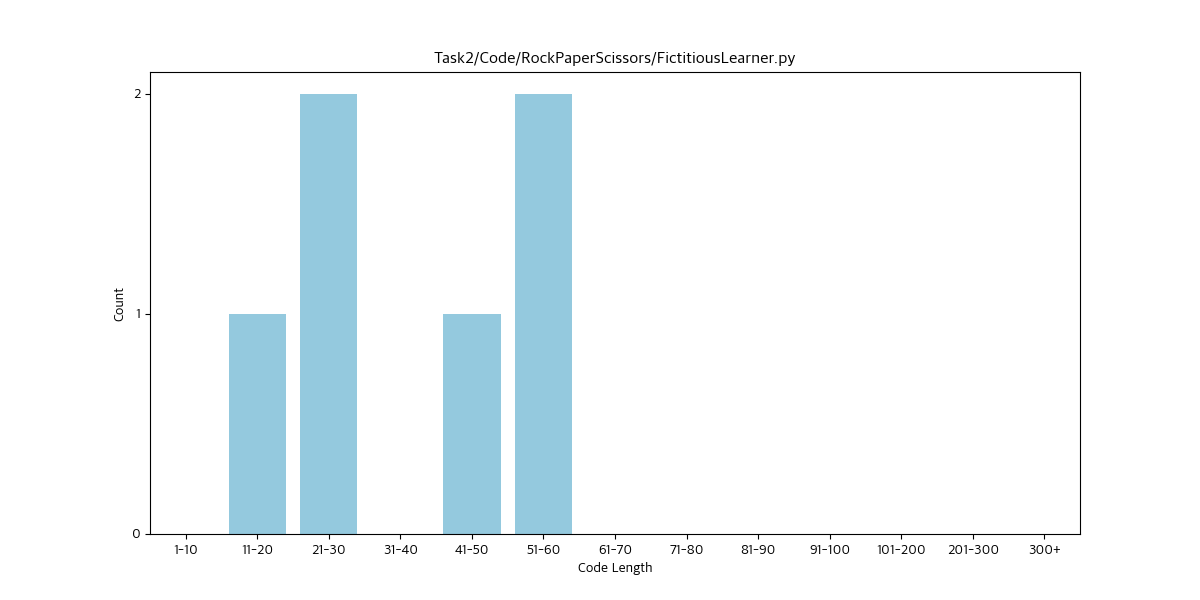 Task2/Code/RockPaperScissors/FictitiousLearner.py
2
1
0
Count
1-10 11-20 21-30 31-40 41-50 51-60 61-70 71-80 81-90 91-100 101-200 201-300 300+
Code Length